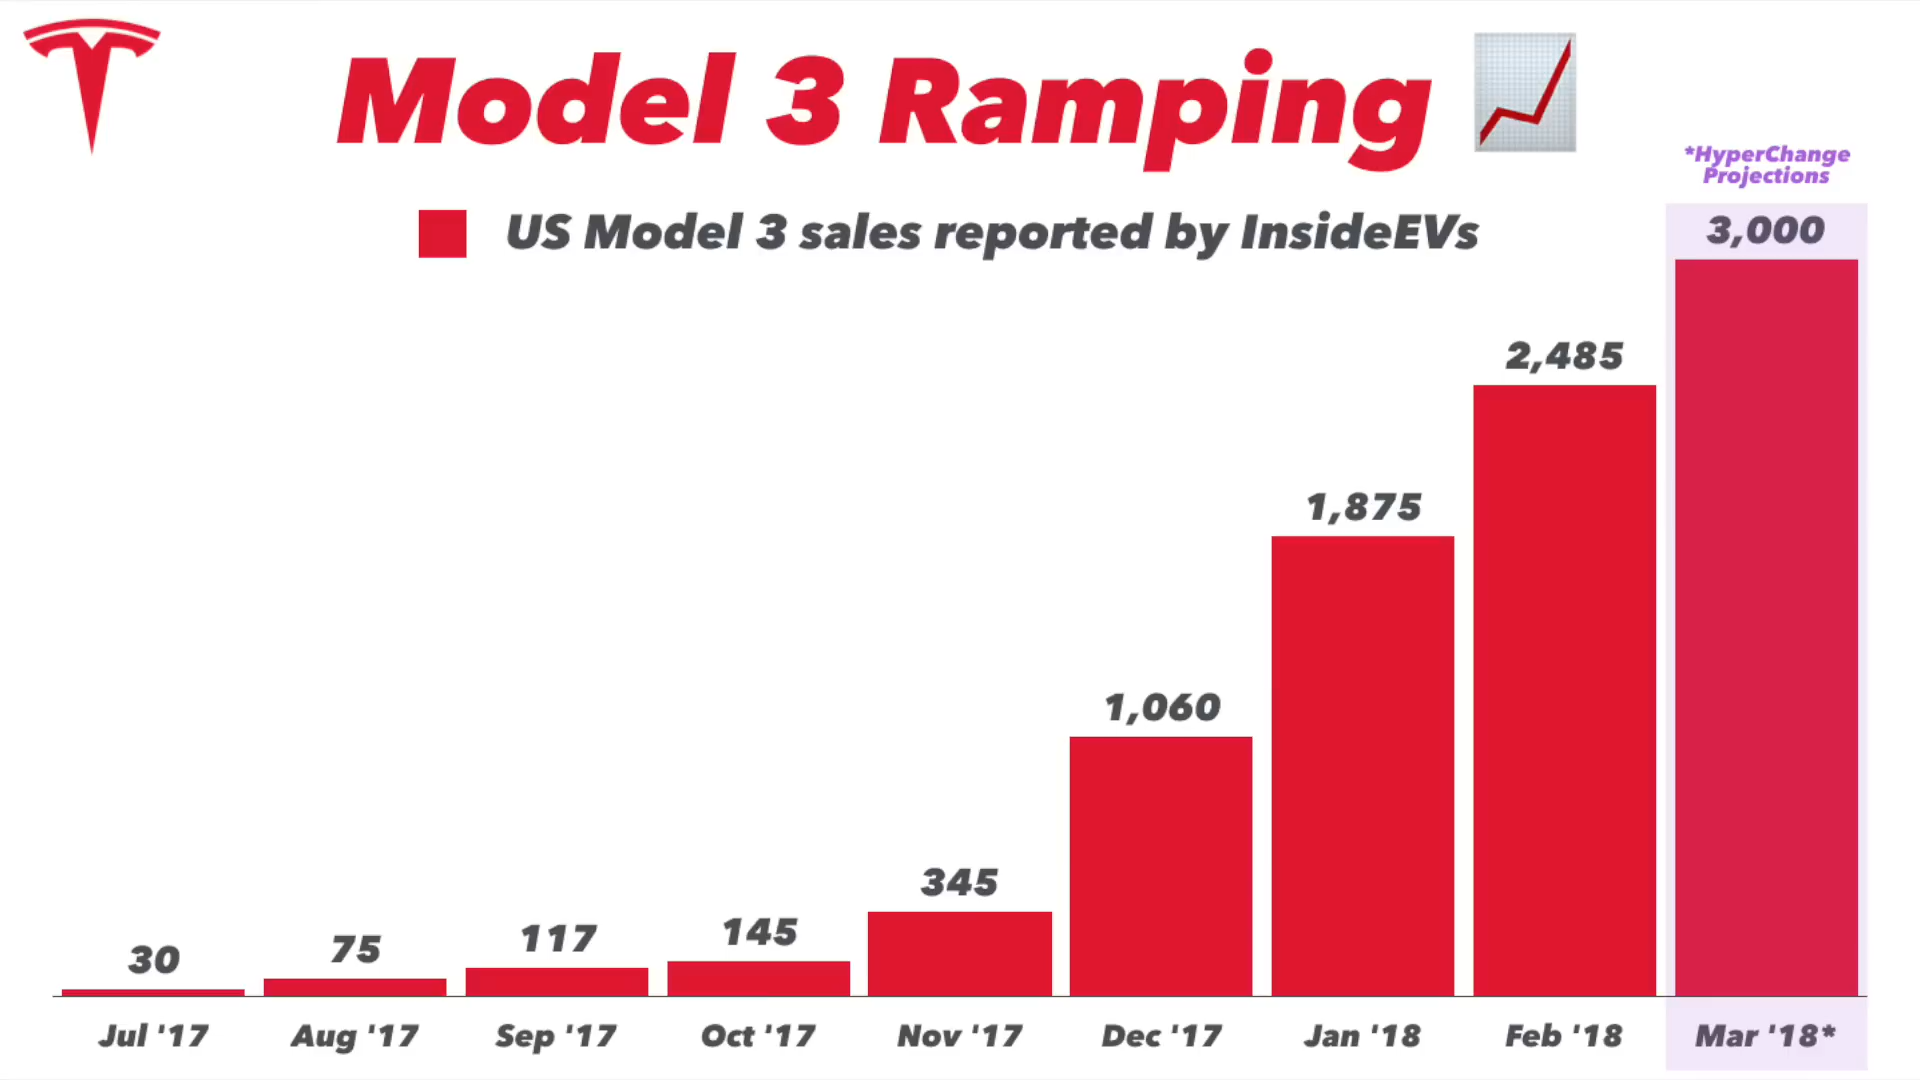 Model 3 Ramping
*HyperChange
Projections
US Model 3 sales reported by InsideEVs
3,000
2,485
1,875
1,060
345
145
117
75
30
Jul '17
Aug '17
Sep '17
Oct '17
Nov '17
Dec '17
Jan '18
Feb '18
Mar '18*